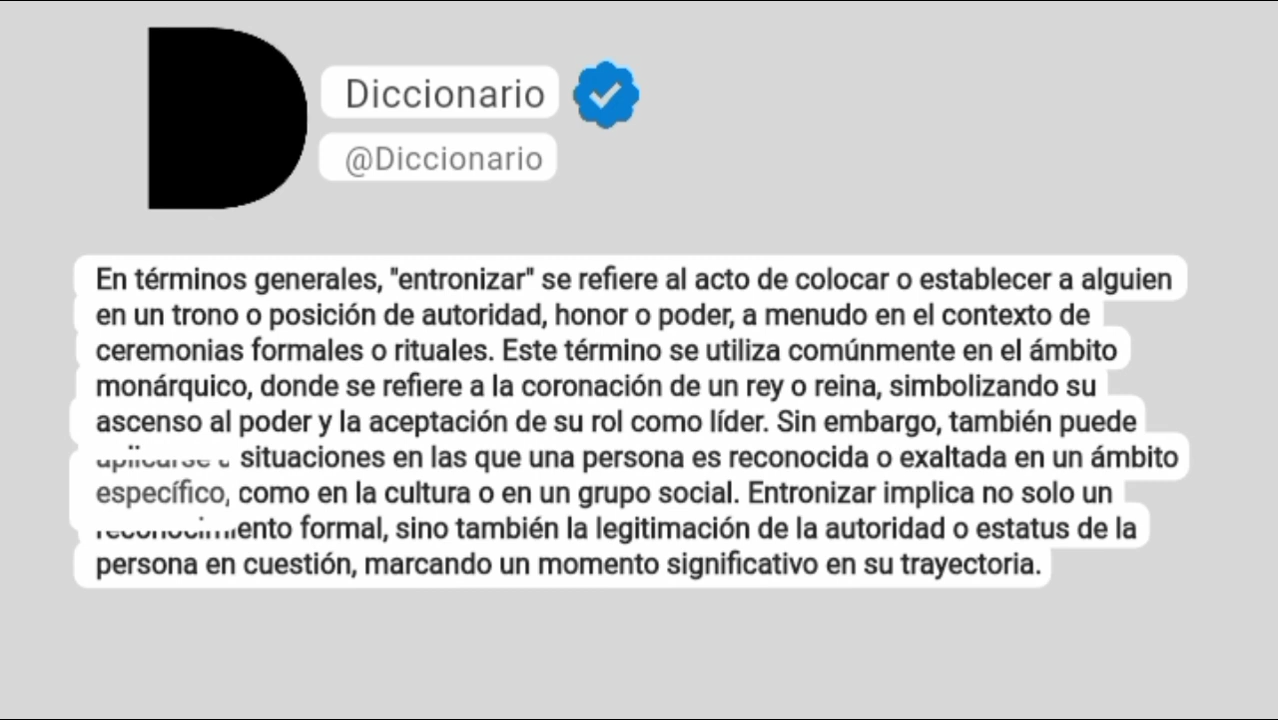 Diccionario
@Diccionario
En términos generales, "entronizar" se refiere al acto de colocar o establecer a alguien
en un trono o posición de autoridad, honor o poder, a menudo en el contexto de
ceremonias formales o rituales. Este término se utiliza comúnmente en el ámbito
monárquico, donde se refiere a la coronación de un rey o reina, simbolizando su
ascenso al poder y la aceptación de su rol como líder. Sin embargo, también puede
aplicarse a situaciones en las que una persona es reconocida o exaltada en un ámbito
específico, como en la cultura o en un grupo social. Entronizar implica no solo un
reconocimiento formal, sino también la legitimación de la autoridad o estatus de la
persona en cuestión, marcando un momento significativo en su trayectoria.